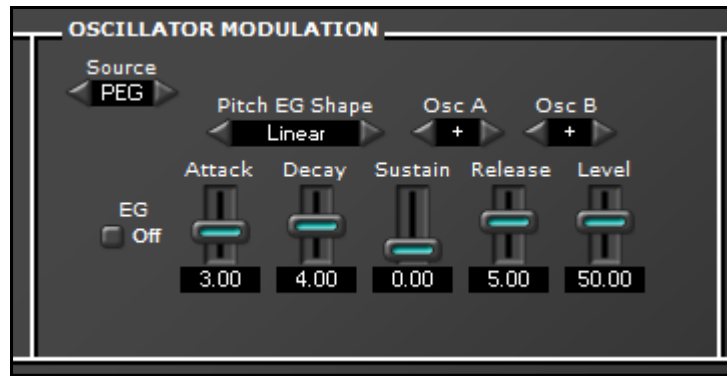 OSCILLATOR MODULATION
Source
PEG
Pitch EG Shape Osc A Osc B
Linear + +
Attack Decay Sustain Release Level
EG
Off
3.00 4.00 0.00 5.00 50.00